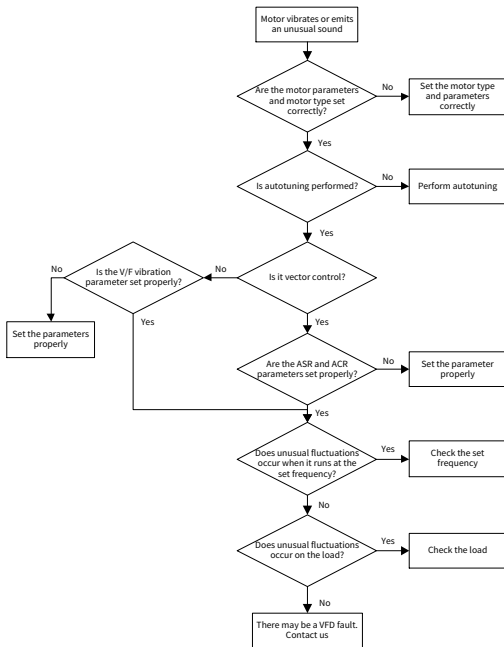 Motor vibrates or emits
an unusual sound
Are the motor parameters
and motor type set
correctly?
No
Set the motor type
and parameters
correctly
Yes
Is autotuning performed?
No
Perform autotuning
Yes
Is it vector control?
No
Is the V/F vibration
parameter set properly?
No
Set the parameters
properly
Yes
Yes
Are the ASR and ACR
parameters set properly?
No
Set the parameter
properly
Yes
Does unusual fluctuations
occur when it runs at the
set frequency?
Yes
Check the set
frequency
No
Does unusual fluctuations
occur on the load?
Yes
Check the load
No
There may be a VFD fault.
Contact us